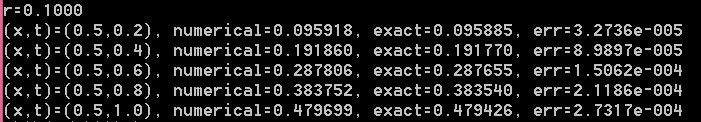 r=0.1000
(x,t)=(0.5,0.2), numerical=0.095918, exact=0.095885, err=3.2736e-005
(x,t)=(0.5,0.4), numerical=0.191860, exact=0.191770, err=8.9897e-005
(x,t)=(0.5,0.6), numerical=0.287806, exact=0.287655, err=1.5062e-004
(x,t)=(0.5,0.8), numerical=0.383752, exact=0.383540, err=2.1186e-004
(x,t)=(0.5,1.0), numerical=0.479699, exact=0.479426, err=2.7317e-004